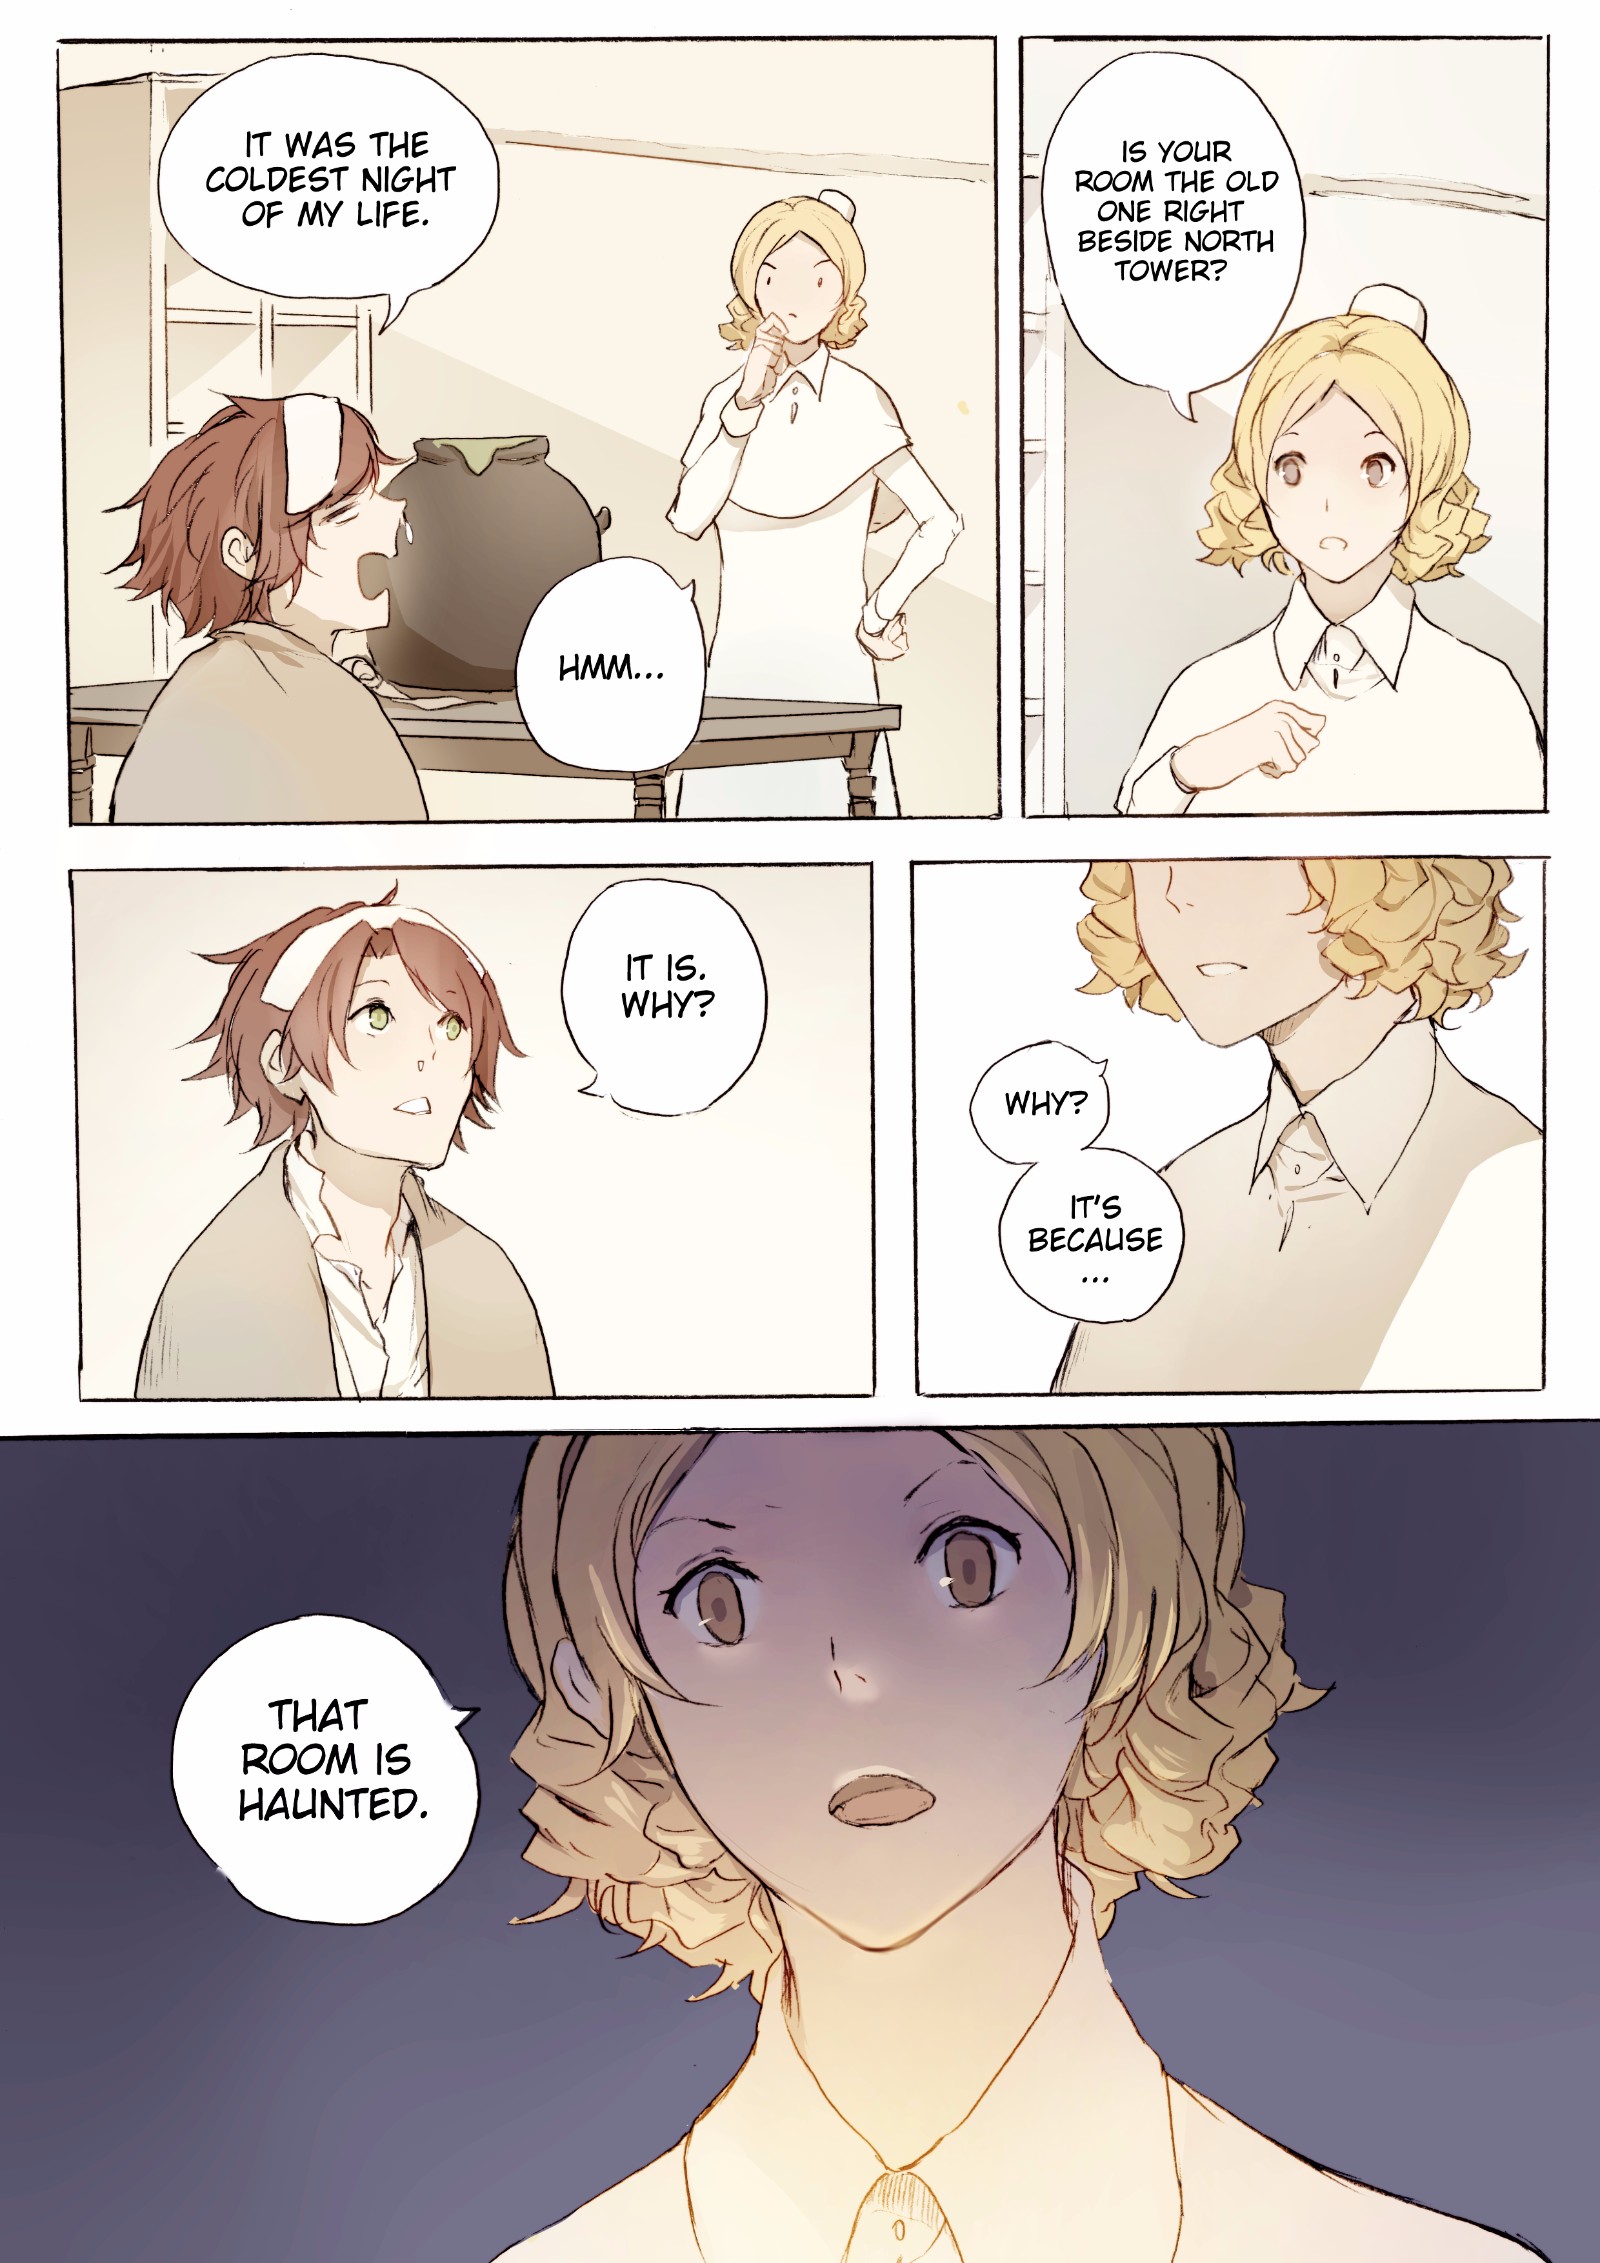 IT WAS THE
COLDEST NIGHT
OF MY LIFE.
HMM...
IS YOUR
ROOM THE OLD
ONE RIGHT
BESIDE NORTH
TOWER?
IT IS.
WHY?
WHY?
IT'S
BECAUSE
...
THAT
ROOM IS
HAUNTED.